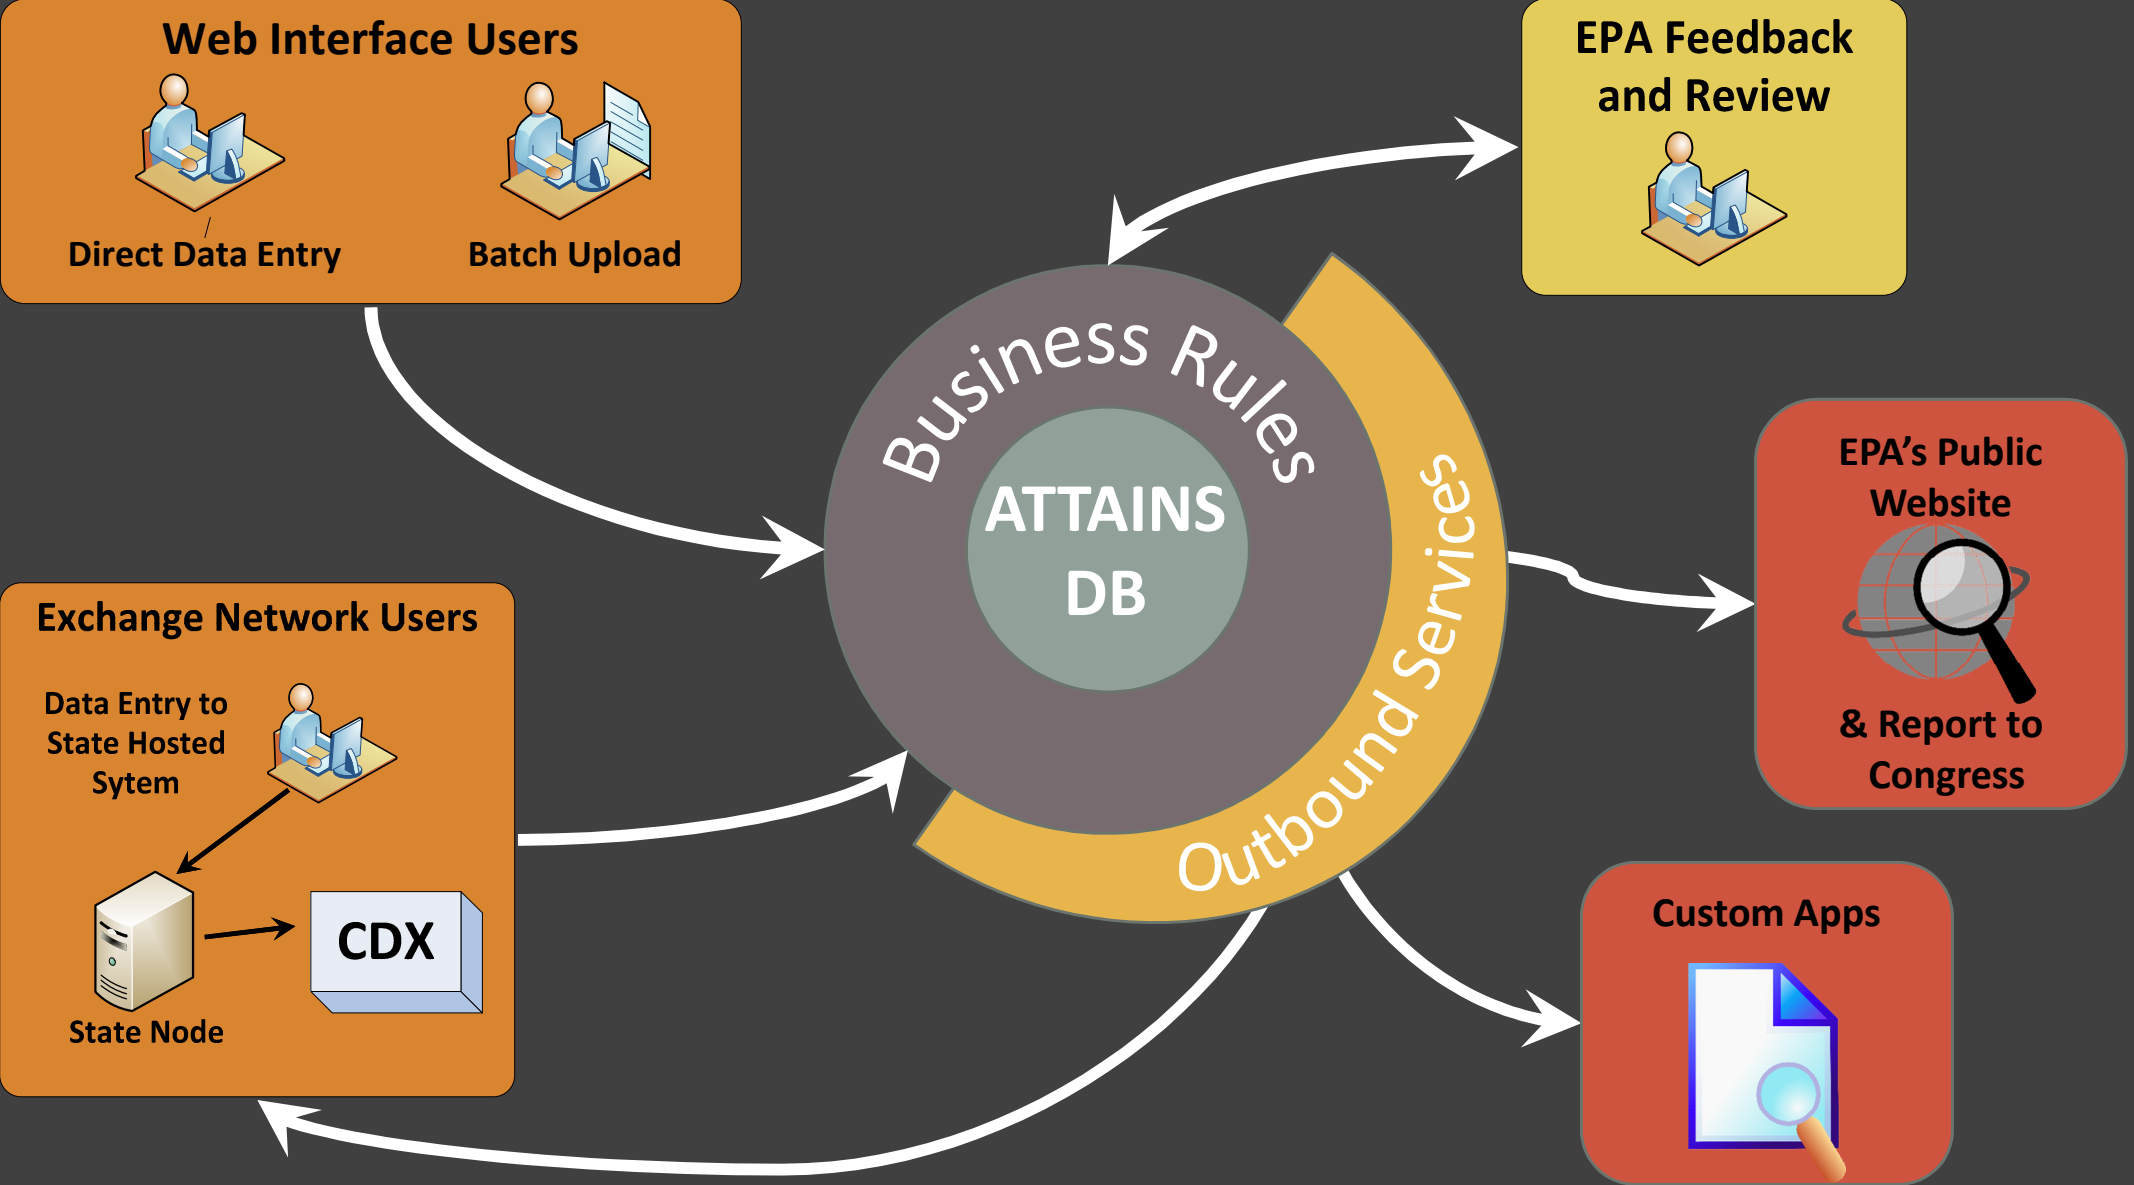 Web Interface Users
Direct Data Entry
Batch Upload
EPA Feedback
and Review
Business Rules
ATTAINS
DB
Outbound Services
EPA’s Public
Website
& Report to
Congress
Exchange Network Users
Data Entry to
State Hosted
Sytem
CDX
State Node
Custom Apps